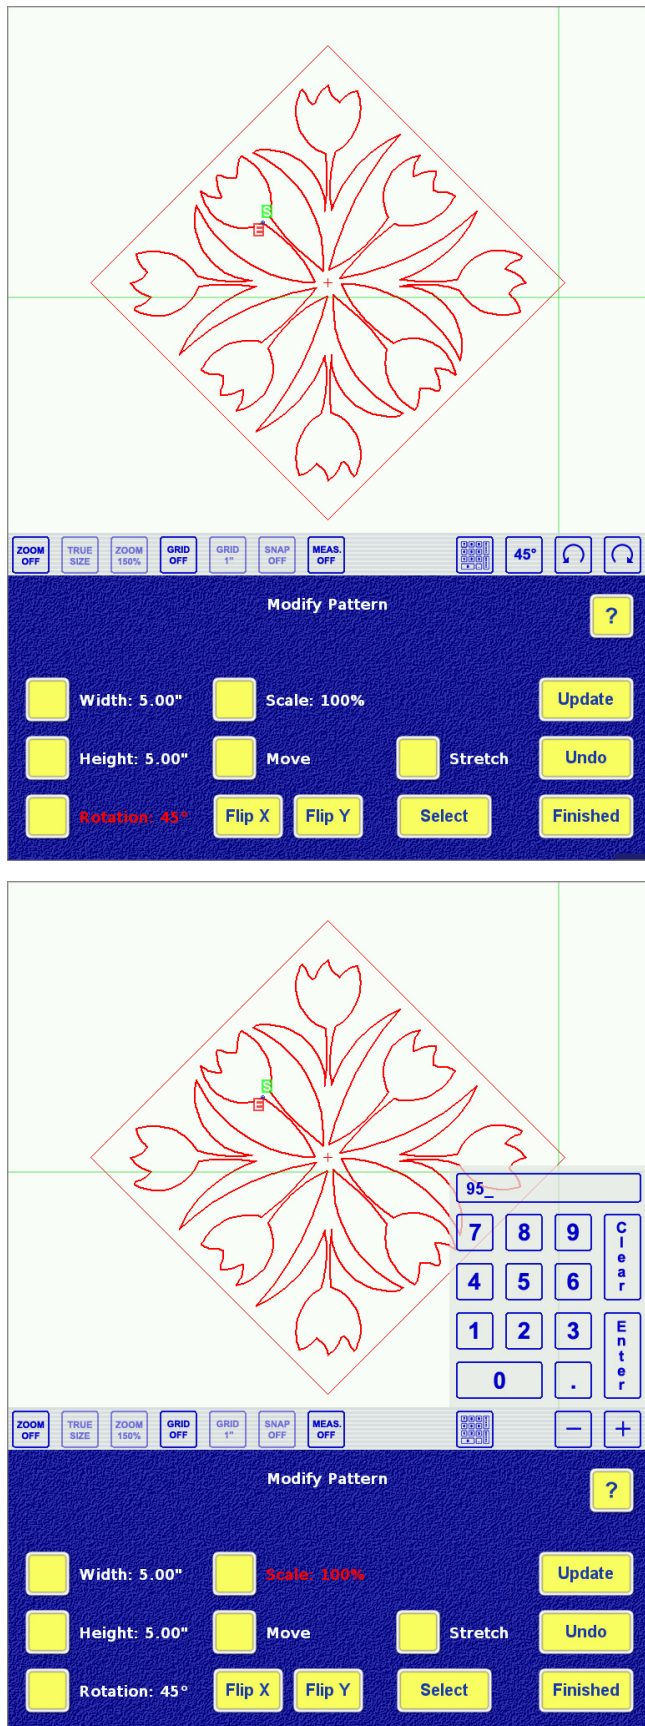 S
E
ZOOM OFF TRUE SIZE ZOOM 150% GRID OFF GRID 1" SNAP OFF MEAS. OFF 45°
Modify Pattern
?
Width: 5.00" Scale: 100% Update
Height: 5.00" Move Stretch Undo
Rotation: 45° Flip X Flip Y Select Finished
S
E
95_
7 8 9 Clear
4 5 6
1 2 3 Enter
0 .
ZOOM OFF TRUE SIZE ZOOM 150% GRID OFF GRID 1" SNAP OFF MEAS. OFF − +
Modify Pattern
?
Width: 5.00" Scale: 100% Update
Height: 5.00" Move Stretch Undo
Rotation: 45° Flip X Flip Y Select Finished